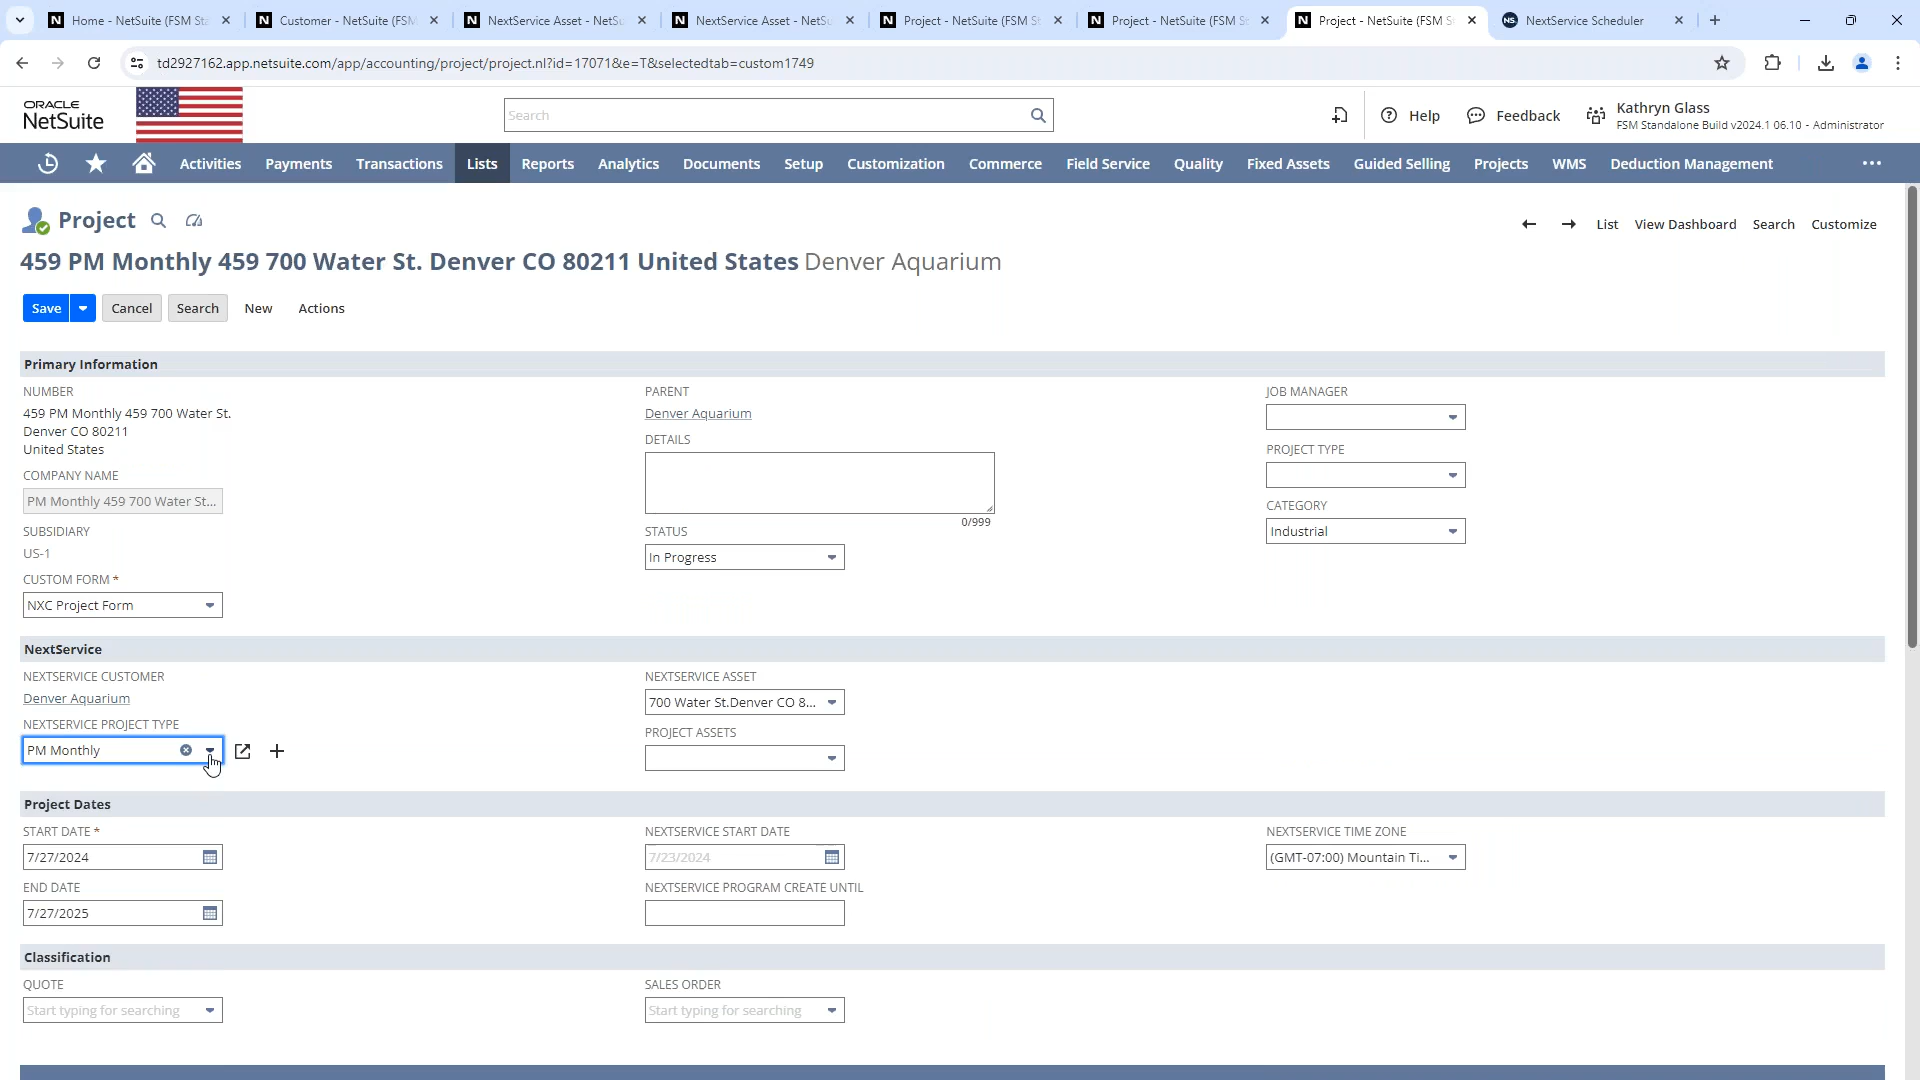 Home - NetSuite (FSM Sta
Customer - NetSuite (FSM
NextService Asset - NetSu
NextService Asset - NetSu
Project - NetSuite (FSM St
Project - NetSuite (FSM St
Project - NetSuite (FSM St
NextService Scheduler
td2927162.app.netsuite.com/app/accounting/project/project.nl?id=17071&e=T&selectedtab=custom1749
ORACLE
NetSuite
Search
Help
Feedback
Kathryn Glass
FSM Standalone Build v2024.1 06.10 - Administrator
Activities
Payments
Transactions
Lists
Reports
Analytics
Documents
Setup
Customization
Commerce
Field Service
Quality
Fixed Assets
Guided Selling
Projects
WMS
Deduction Management
Project
List
View Dashboard
Search
Customize
459 PM Monthly 459 700 Water St. Denver CO 80211 United States Denver Aquarium
Save
Cancel
Search
New
Actions
Primary Information
NUMBER
459 PM Monthly 459 700 Water St.
Denver CO 80211
United States
COMPANY NAME
PM Monthly 459 700 Water St...
SUBSIDIARY
US-1
CUSTOM FORM *
NXC Project Form
PARENT
Denver Aquarium
DETAILS
0/999
STATUS
In Progress
JOB MANAGER
PROJECT TYPE
CATEGORY
Industrial
NextService
NEXTSERVICE CUSTOMER
Denver Aquarium
NEXTSERVICE PROJECT TYPE
PM Monthly
NEXTSERVICE ASSET
700 Water St.Denver CO 8...
PROJECT ASSETS
Project Dates
START DATE *
7/27/2024
END DATE
7/27/2025
NEXTSERVICE START DATE
7/23/2024
NEXTSERVICE PROGRAM CREATE UNTIL
NEXTSERVICE TIME ZONE
(GMT-07:00) Mountain Ti...
Classification
QUOTE
Start typing for searching
SALES ORDER
Start typing for searching